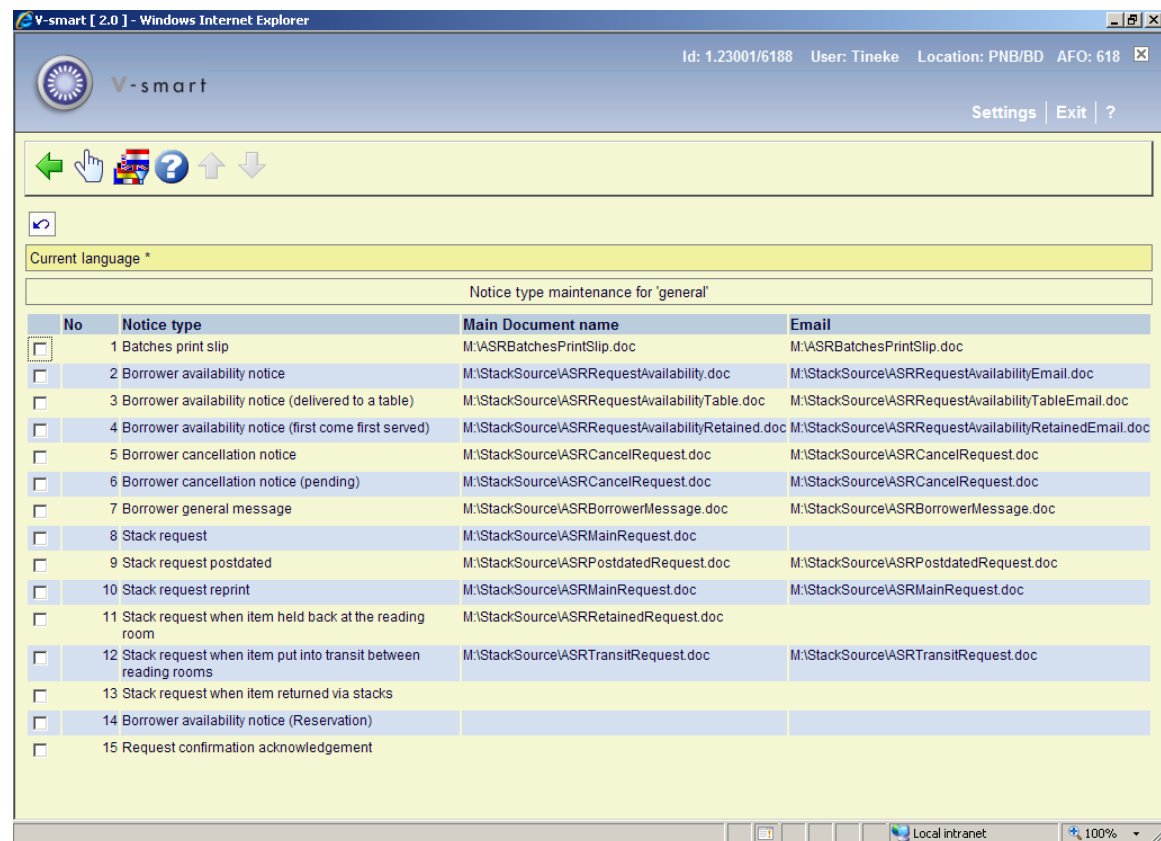 V-smart [ 2.0 ] - Windows Internet Explorer
Id: 1.23001/6188 User: Tineke Location: PNB/BD AFO: 618
V-smart
Settings | Exit | ?
Current language *
Notice type maintenance for 'general'
No Notice type Main Document name Email
1 Batches print slip M:\ASRBatchesPrintSlip.doc M:\ASRBatchesPrintSlip.doc
2 Borrower availability notice M:\StackSource\ASRRequestAvailability.doc M:\StackSource\ASRRequestAvailabilityEmail.doc
3 Borrower availability notice (delivered to a table) M:\StackSource\ASRRequestAvailabilityTable.doc M:\StackSource\ASRRequestAvailabilityTableEmail.doc
4 Borrower availability notice (first come first served) M:\StackSource\ASRRequestAvailabilityRetained.doc M:\StackSource\ASRRequestAvailabilityRetainedEmail.doc
5 Borrower cancellation notice M:\StackSource\ASRCancelRequest.doc M:\StackSource\ASRCancelRequest.doc
6 Borrower cancellation notice (pending) M:\StackSource\ASRCancelRequest.doc M:\StackSource\ASRCancelRequest.doc
7 Borrower general message M:\StackSource\ASRBorrowerMessage.doc M:\StackSource\ASRBorrowerMessage.doc
8 Stack request M:\StackSource\ASRMainRequest.doc
9 Stack request postdated M:\StackSource\ASRPostdatedRequest.doc M:\StackSource\ASRPostdatedRequest.doc
10 Stack request reprint M:\StackSource\ASRMainRequest.doc M:\StackSource\ASRMainRequest.doc
11 Stack request when item held back at the reading M:\StackSource\ASRRetainedRequest.doc
room
12 Stack request when item put into transit between M:\StackSource\ASRTransitRequest.doc M:\StackSource\ASRTransitRequest.doc
reading rooms
13 Stack request when item returned via stacks
14 Borrower availability notice (Reservation)
15 Request confirmation acknowledgement
Local intranet 100%